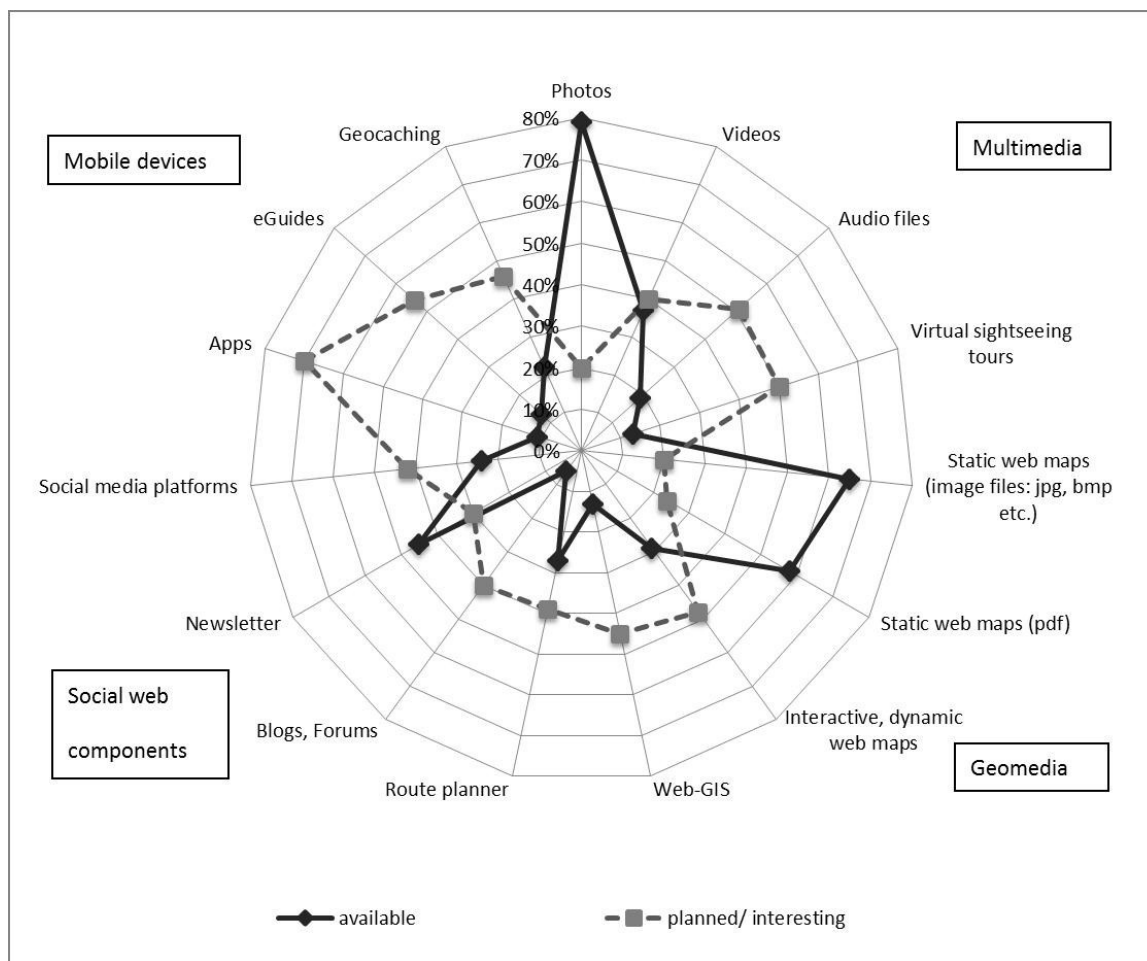 Photos
Geocaching
Videos
Mobile devices
Multimedia
eGuides
Audio files
Apps
Virtual sightseeing
tours
Social media platforms
Static web maps
(image files: jpg, bmp
etc.)
Newsletter
Static web maps (pdf)
Social web
components
Blogs, Forums
Interactive, dynamic
web maps
Geomedia
Route planner
Web-GIS
80%
70%
60%
50%
40%
30%
20%
10%
0%
available
planned/ interesting